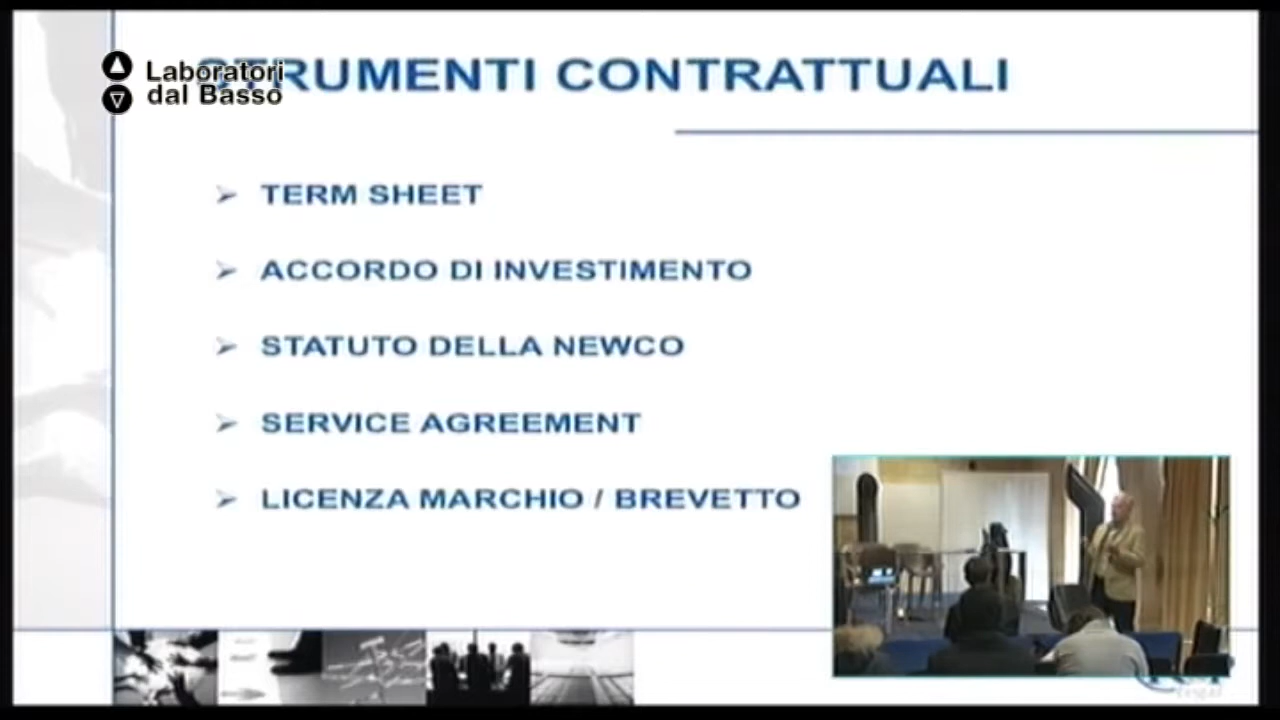 Laboratori
dal Basso
STRUMENTI CONTRATTUALI
➢ TERM SHEET
➢ ACCORDO DI INVESTIMENTO
➢ STATUTO DELLA NEWCO
➢ SERVICE AGREEMENT
➢ LICENZA MARCHIO / BREVETTO